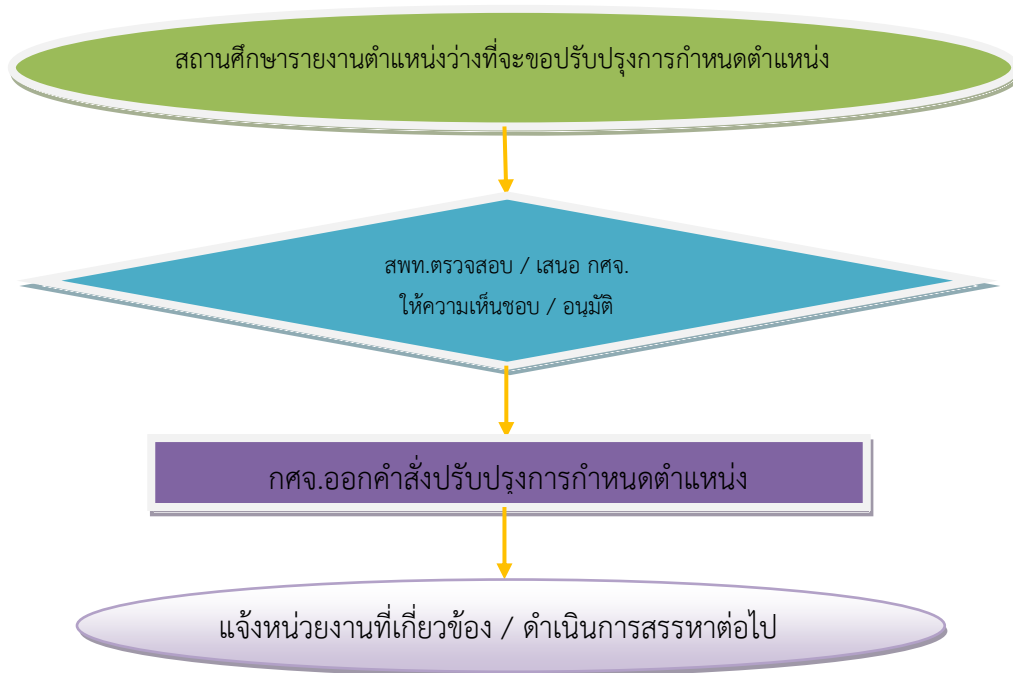 สถานศึกษารายงานตำแหน่งว่างที่จะขอปรับปรุงการกำหนดตำแหน่ง
สพท.ตรวจสอบ / เสนอ กศจ.
ให้ความเห็นชอบ / อนุมัติ
กศจ.ออกคำสั่งปรับปรุงการกำหนดตำแหน่ง
แจ้งหน่วยงานที่เกี่ยวข้อง / ดำเนินการสรรหาต่อไป